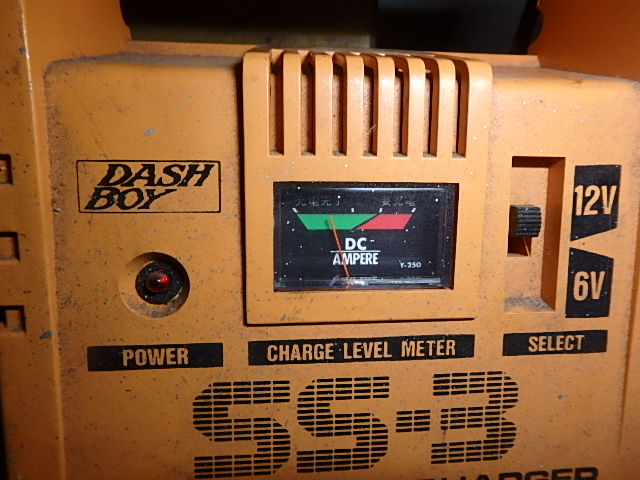 DASH
BOY
充電完了 要充電
DC
AMPERE
Y-250
12V
6V
POWER
CHARGE LEVEL METER
SELECT
SS-3
CHARGER